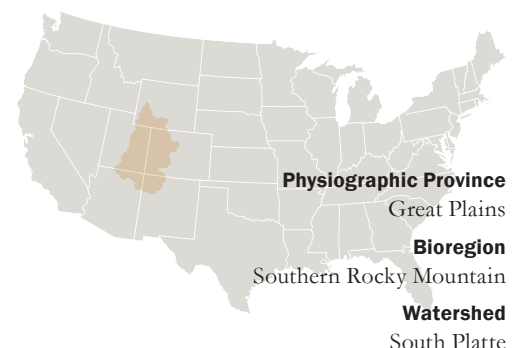 Physiographic Province
Great Plains
Bioregion
Southern Rocky Mountain
Watershed
South Platte